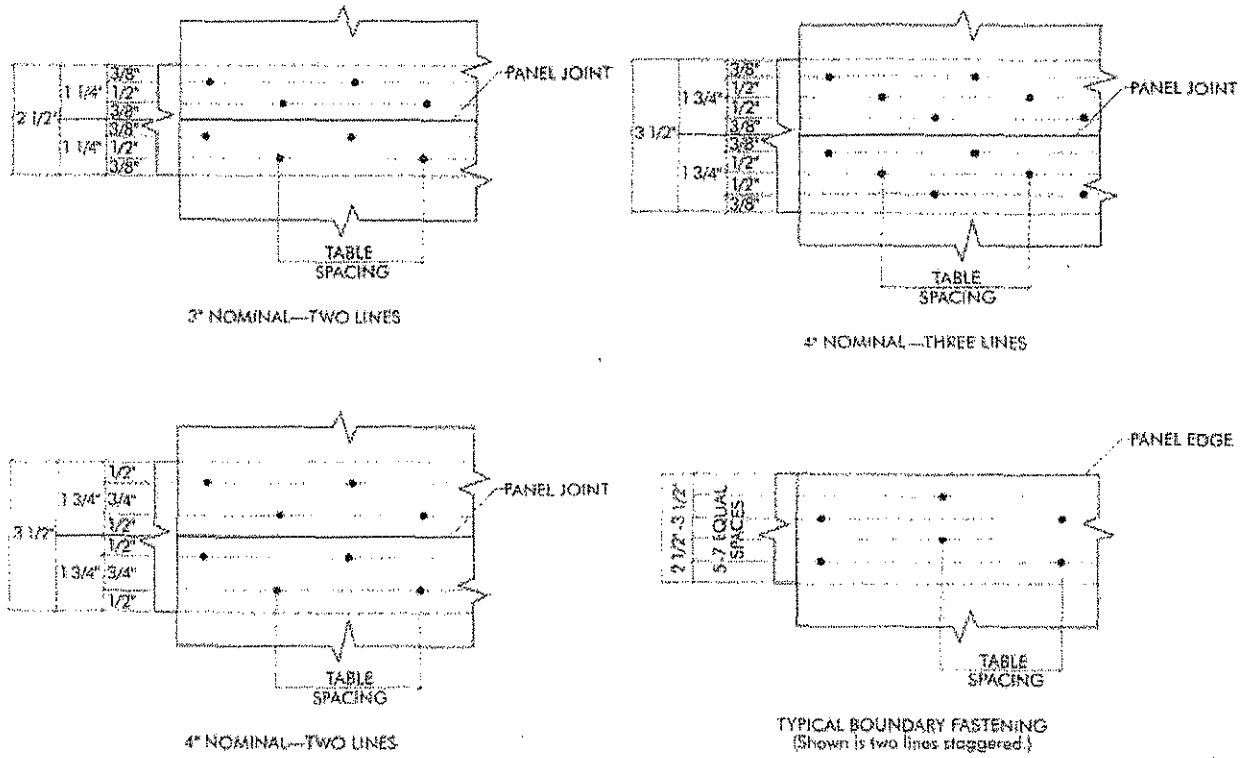 3/8"
1/2"
3/8"
3/8"
1/2"
3/8"
1 1/4"
1 1/4"
2 1/2"
PANEL JOINT
TABLE
SPACING
3" NOMINAL—TWO LINES
3/8"
1/2"
1/2"
3/8"
3/8"
1/2"
1/2"
3/8"
1 3/4"
1 3/4"
3 1/2"
PANEL JOINT
TABLE
SPACING
4" NOMINAL—THREE LINES
1/2"
3/4"
1/2"
1/2"
3/4"
1/2"
1 3/4"
1 3/4"
3 1/2"
PANEL JOINT
TABLE
SPACING
4" NOMINAL—TWO LINES
PANEL EDGE
2 1/2"-3 1/2"
5-7 EQUAL
SPACES
TABLE
SPACING
TYPICAL BOUNDARY FASTENING
(Shown is two lines staggered.)